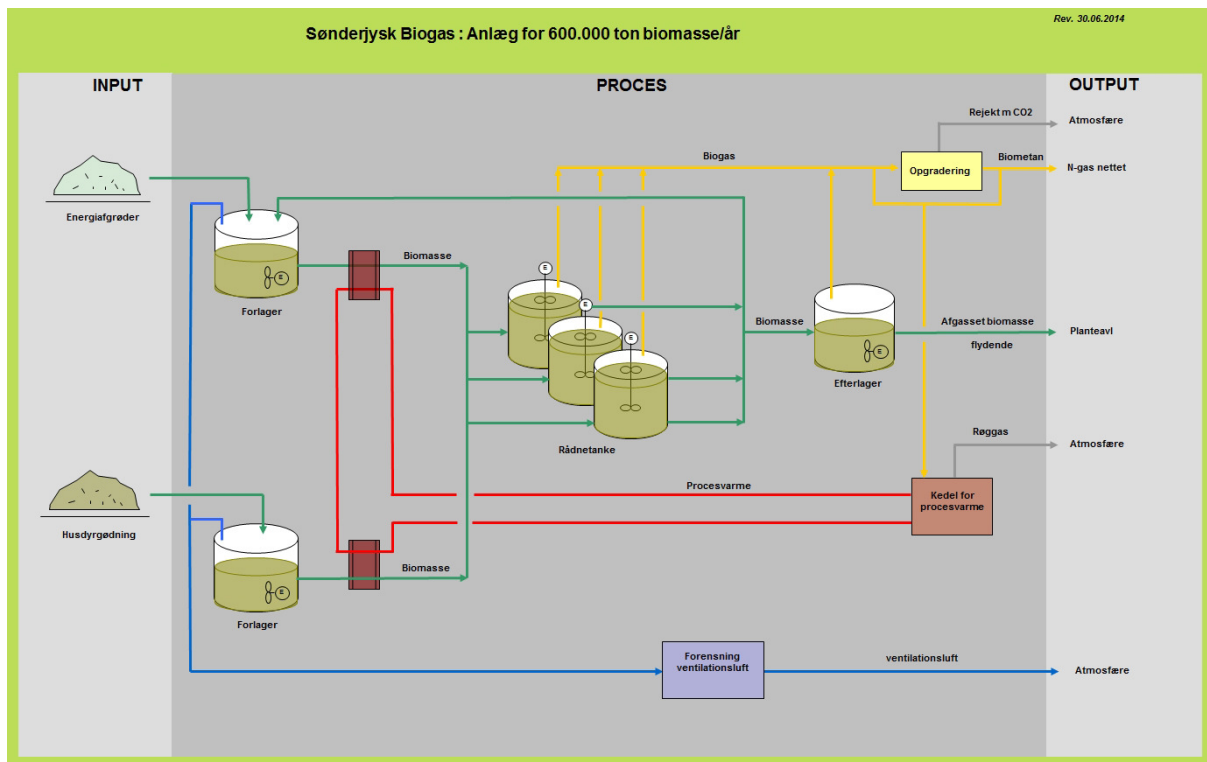 Rev. 30.06.2014
Sønderjysk Biogas : Anlæg for 600.000 ton biomasse/år
INPUT
PROCES
OUTPUT
Rejekt m CO2
Atmosfære
Biogas
Opgradering
Biometan
N-gas nettet
Energiafgrøder
Biomasse
Forlager
E
E
E
E
E
Biomasse
Afgasset biomasse
flydende
Planteavl
Efterlager
Rådnetanke
Røggas
Atmosfære
Procesvarme
Kedel for
procesvarme
Husdyrgødning
Biomasse
E
Forlager
Forensning
ventilationsluft
ventilationsluft
Atmosfære